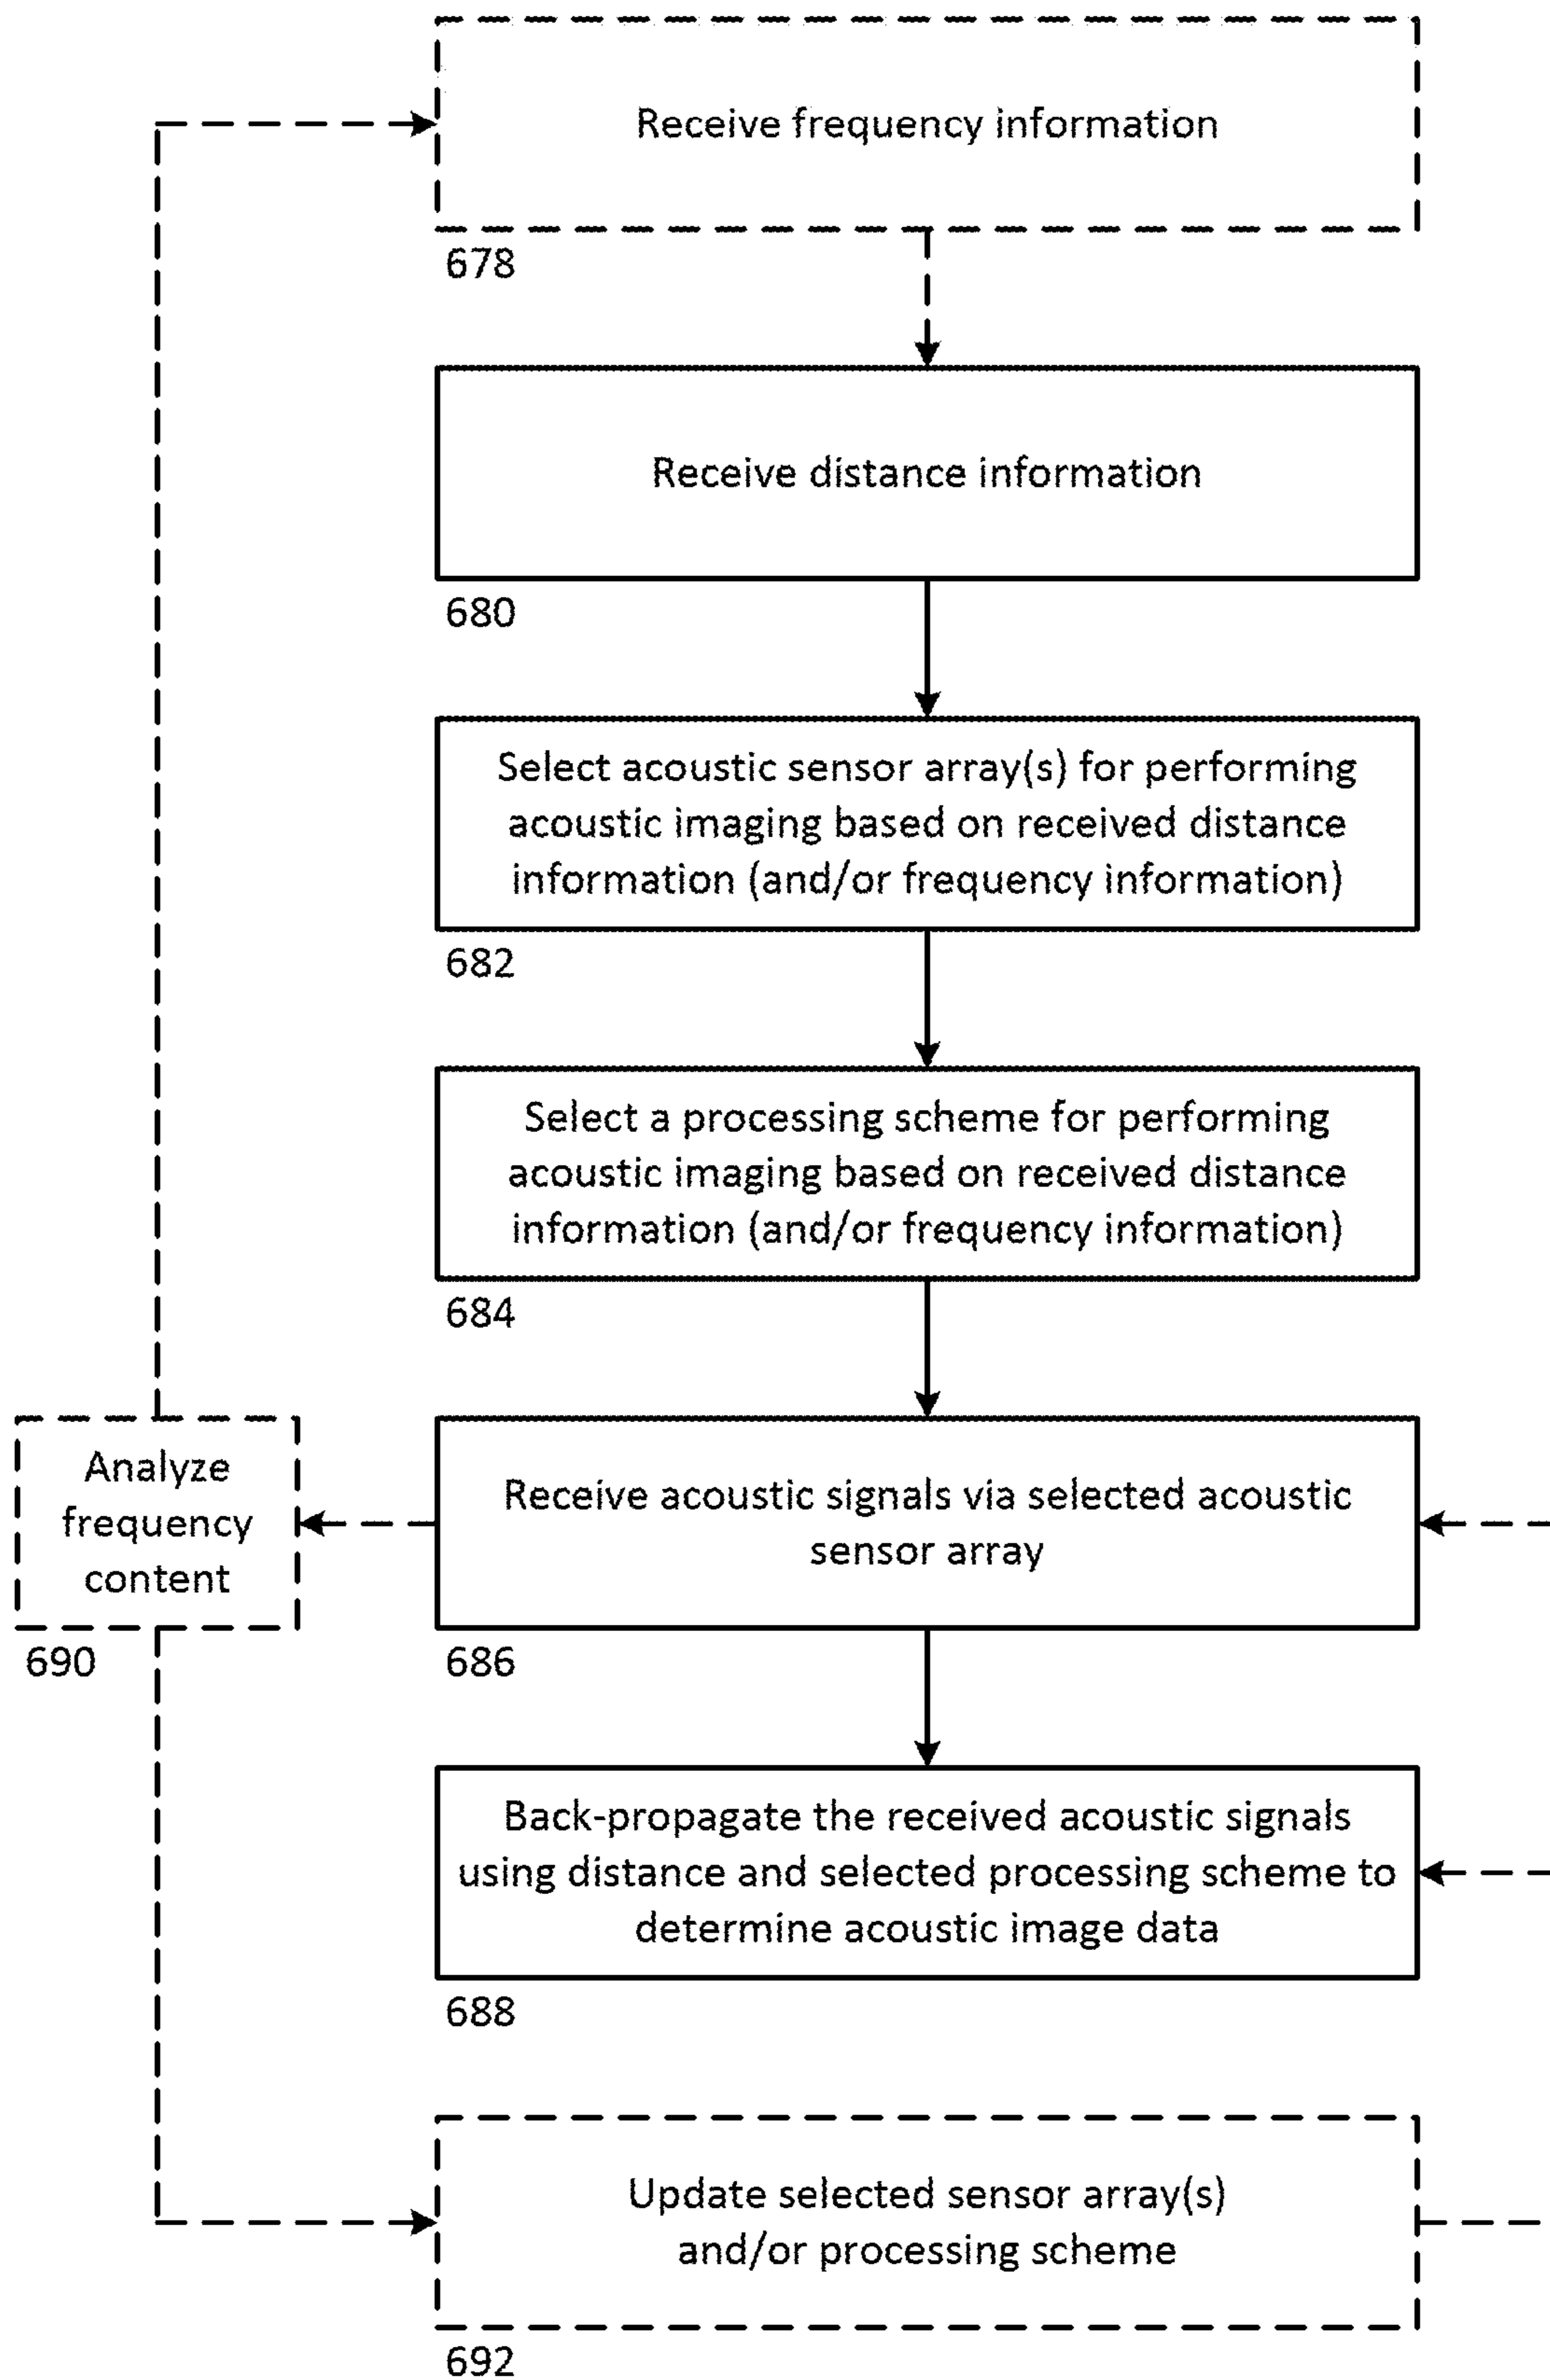 Receive frequency information
678
Receive distance information
680
Select acoustic sensor array(s) for performing
acoustic imaging based on received distance
information (and/or frequency information)
682
Select a processing scheme for performing
acoustic imaging based on received distance
information (and/or frequency information)
684
Analyze
frequency
content
690
Receive acoustic signals via selected acoustic
sensor array
686
Back-propagate the received acoustic signals
using distance and selected processing scheme to
determine acoustic image data
688
Update selected sensor array(s)
and/or processing scheme
692